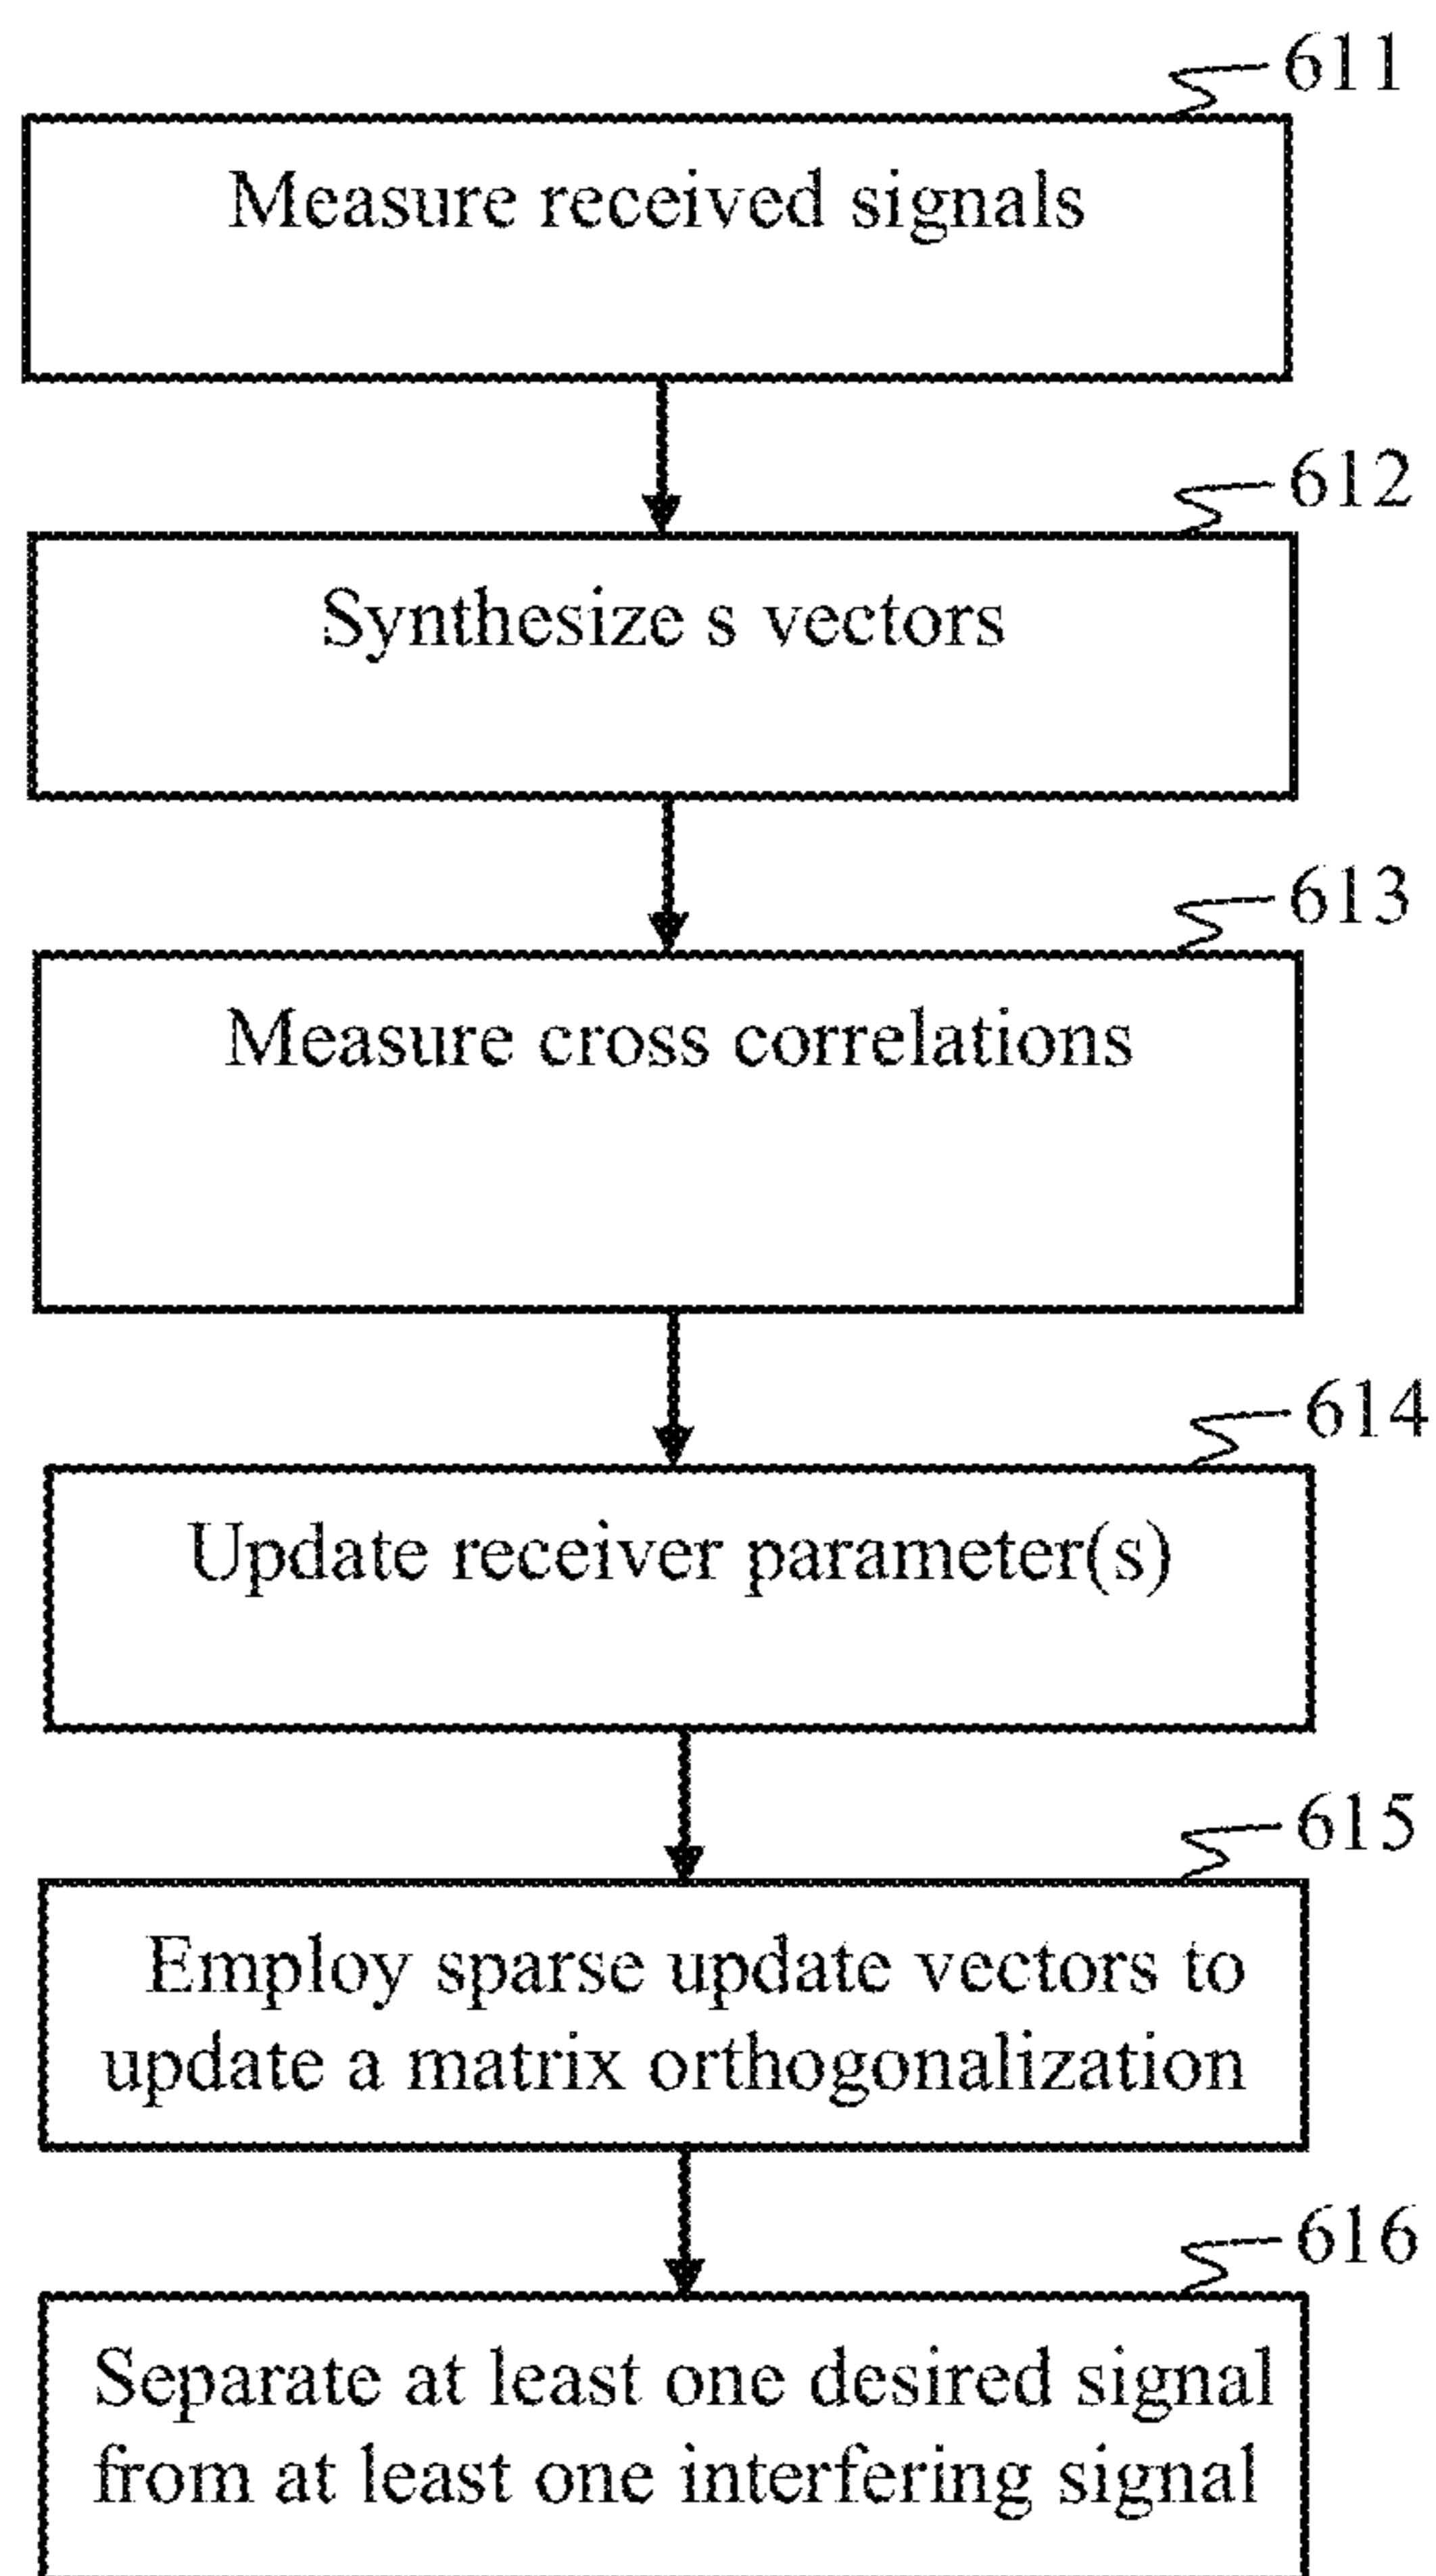 611
Measure received signals
612
Synthesize s vectors
613
Measure cross correlations
614
Update receiver parameter(s)
615
Employ sparse update vectors to
update a matrix orthogonalization
616
Separate at least one desired signal
from at least one interfering signal